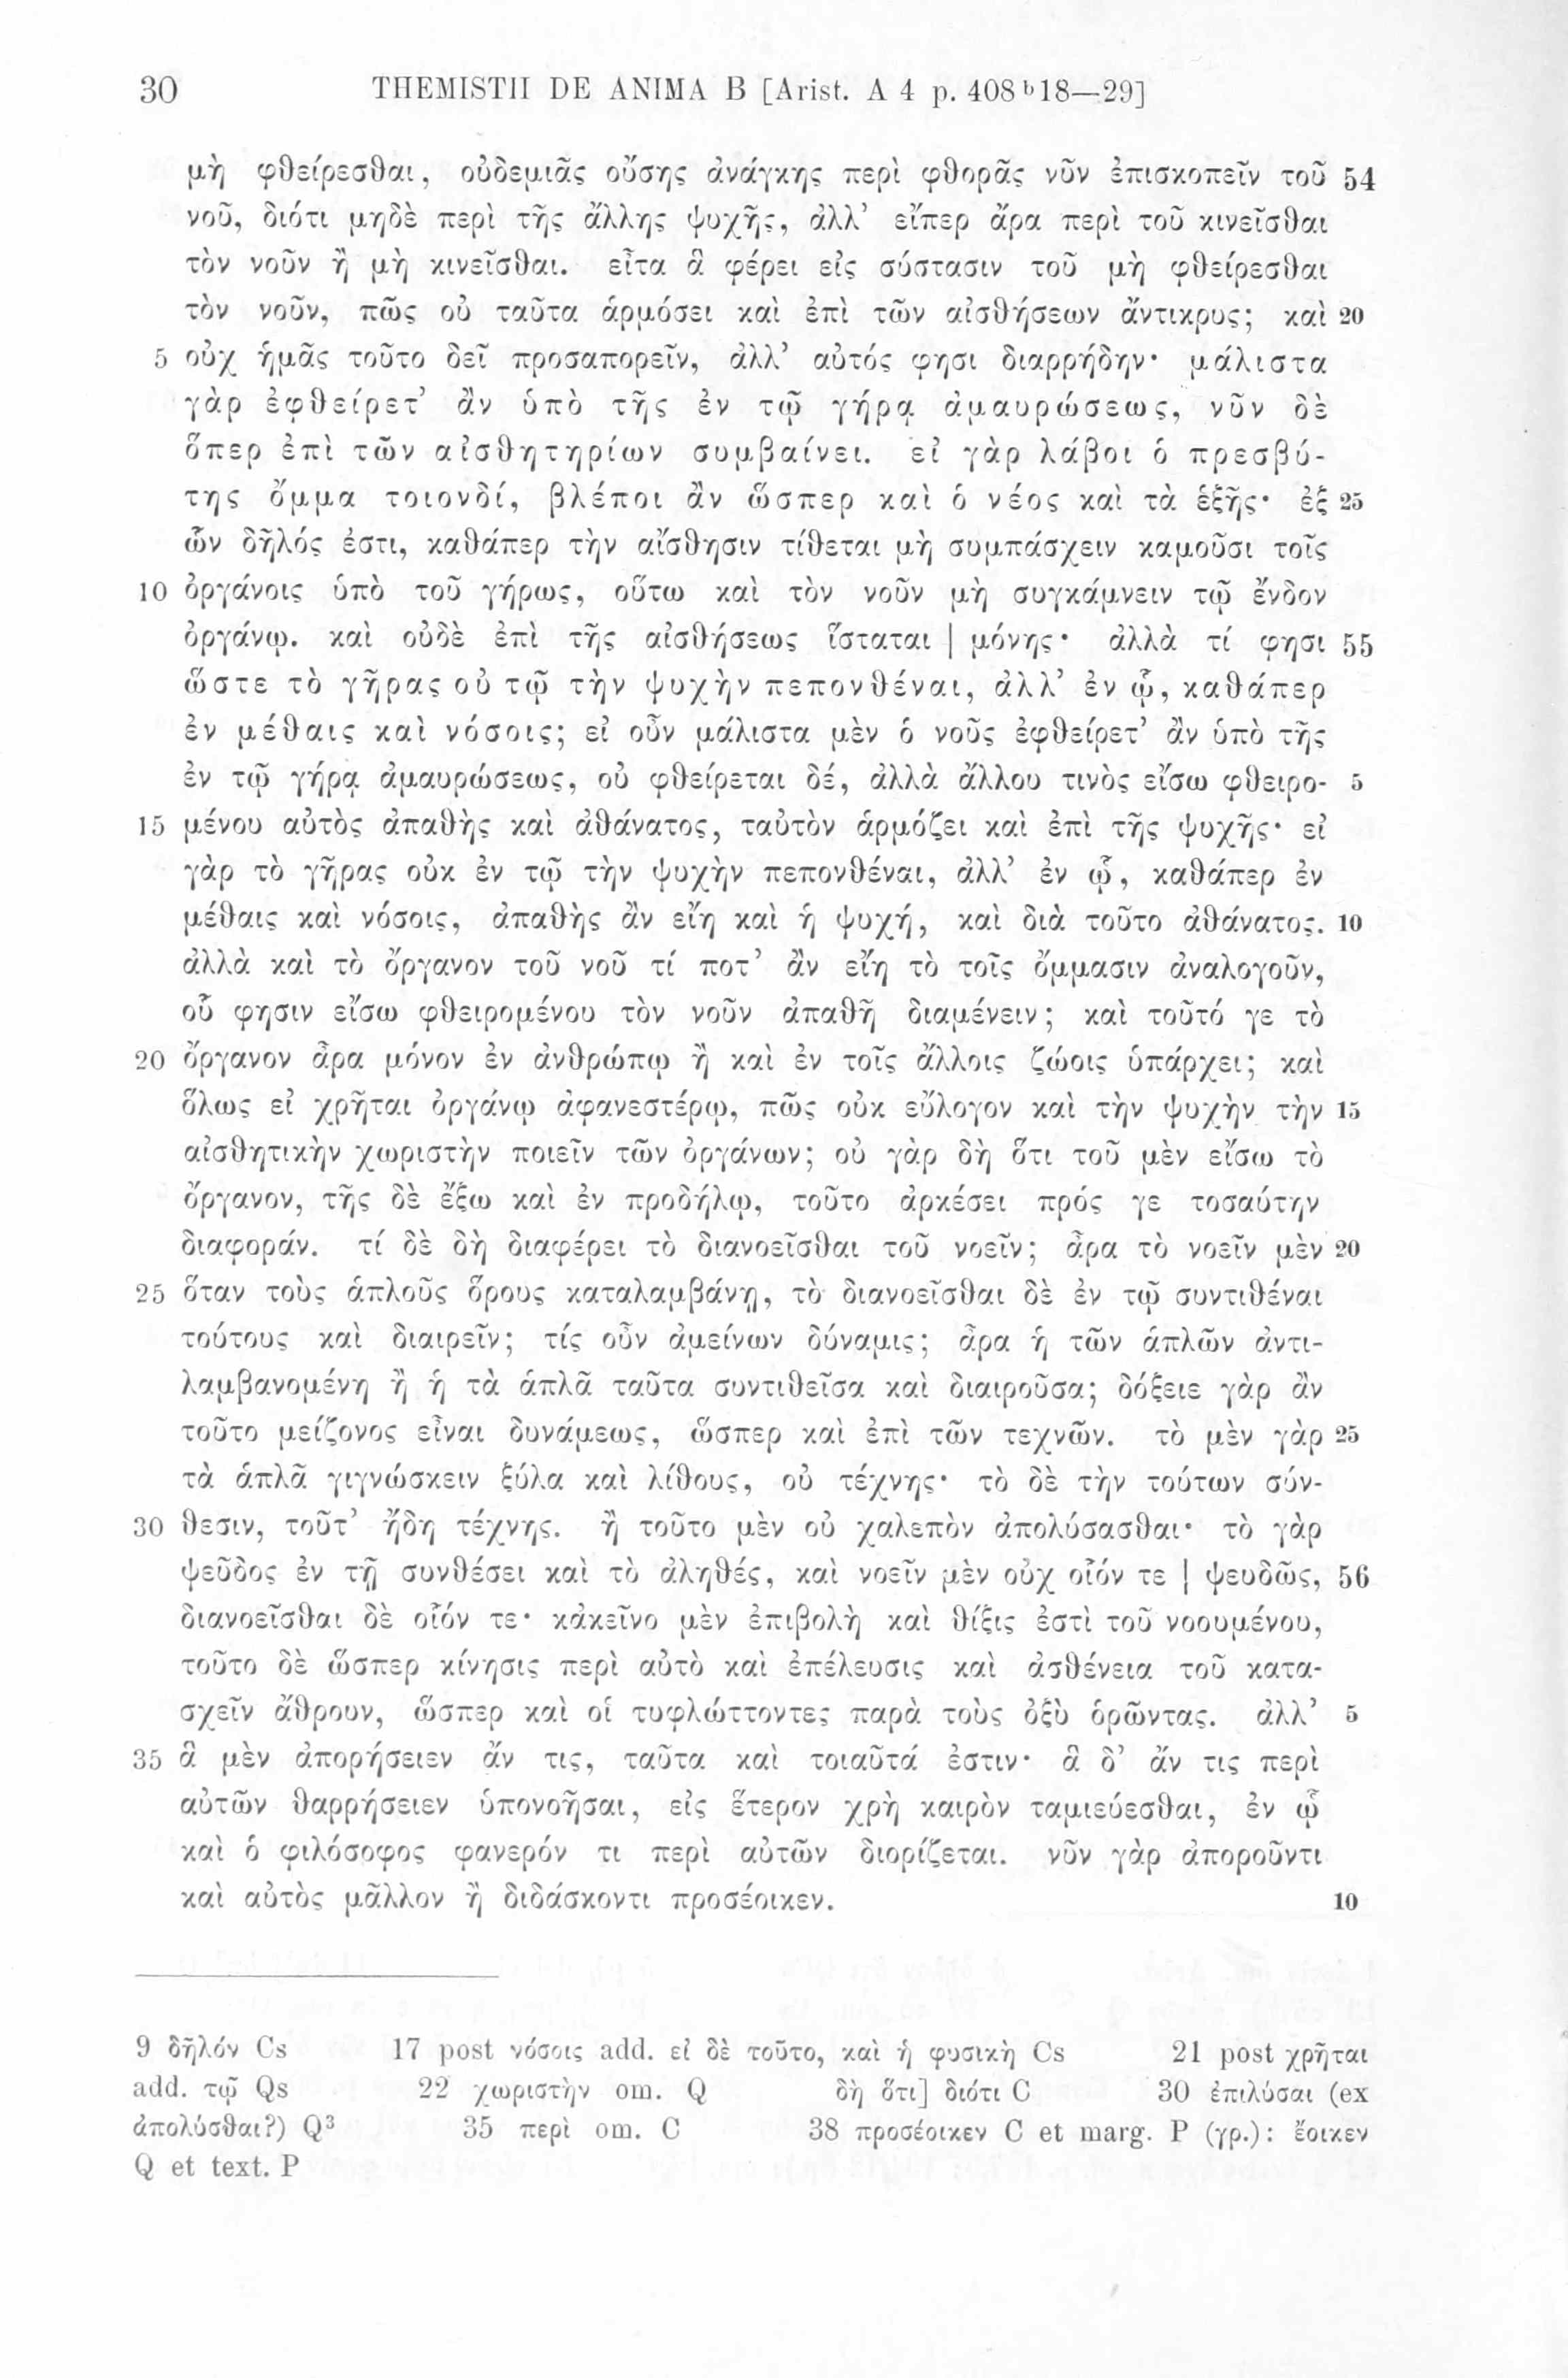 30 THEMISTII DE ANIMA B [Arist. A 4 p. 408ᵇ18—29]
μὴ φθείρεσθαι, οὐδεμιᾶς οὔσης ἀνάγκης περὶ φθορᾶς νῦν ἐπισκοπεῖν τοῦ 54
νοῦ, διότι μηδὲ περὶ τῆς ἄλλης ψυχῆς, ἀλλ’ εἴπερ ἄρα περὶ τοῦ κινεῖσθαι
τὸν νοῦν ἢ μὴ κινεῖσθαι. εἶτα ἃ φέρει εἰς σύστασιν τοῦ μὴ φθείρεσθαι
τὸν νοῦν, πῶς οὐ ταῦτα ἁρμόσει καὶ ἐπὶ τῶν αἰσθήσεων ἄντικρυς; καὶ 20
5 οὐχ ἡμᾶς τοῦτο δεῖ προσαπορεῖν, ἀλλ’ αὐτός φησι διαρρήδην· μάλιστα
γὰρ ἐφθείρετ’ ἂν ὑπὸ τῆς ἐν τῷ γήρᾳ ἀμαυρώσεως, νῦν δὲ
ὅπερ ἐπὶ τῶν αἰσθητηρίων συμβαίνει. εἰ γὰρ λάβοι ὁ πρεσβύ-
της ὄμμα τοιονδί, βλέποι ἂν ὥσπερ καὶ ὁ νέος καὶ τὰ ἑξῆς· ἐξ 25
ὧν δῆλός ἐστι, καθάπερ τὴν αἴσθησιν τίθεται μὴ συμπάσχειν καμοῦσι τοῖς
10 ὀργάνοις ὑπὸ τοῦ γήρως, οὕτω καὶ τὸν νοῦν μὴ συγκάμνειν τῷ ἔνδον
ὀργάνῳ. καὶ οὐδὲ ἐπὶ τῆς αἰσθήσεως ἵσταται | μόνης· ἀλλὰ τί φησι 55
ὥστε τὸ γῆρας οὐ τῷ τὴν ψυχὴν πεπονθέναι, ἀλλ’ ἐν ᾧ, καθάπερ
ἐν μέθαις καὶ νόσοις; εἰ οὖν μάλιστα μὲν ὁ νοῦς ἐφθείρετ’ ἂν ὑπὸ τῆς
ἐν τῷ γήρᾳ ἀμαυρώσεως, οὐ φθείρεται δέ, ἀλλὰ ἄλλου τινὸς εἴσω φθειρο- 5
15 μένου αὐτὸς ἀπαθὴς καὶ ἀθάνατος, ταὐτὸν ἁρμόζει καὶ ἐπὶ τῆς ψυχῆς· εἰ
γὰρ τὸ γῆρας οὐκ ἐν τῷ τὴν ψυχὴν πεπονθέναι, ἀλλ’ ἐν ᾧ, καθάπερ ἐν
μέθαις καὶ νόσοις, ἀπαθὴς ἂν εἴη καὶ ἡ ψυχή, καὶ διὰ τοῦτο ἀθάνατος. 10
ἀλλὰ καὶ τὸ ὄργανον τοῦ νοῦ τί ποτ’ ἂν εἴη τὸ τοῖς ὄμμασιν ἀναλογοῦν,
οὗ φησιν εἴσω φθειρομένου τὸν νοῦν ἀπαθῆ διαμένειν; καὶ τοῦτό γε τὸ
20 ὄργανον ἆρα μόνον ἐν ἀνθρώπῳ ἢ καὶ ἐν τοῖς ἄλλοις ζώοις ὑπάρχει; καὶ
ὅλως εἰ χρῆται ὀργάνῳ ἀφανεστέρῳ, πῶς οὐκ εὔλογον καὶ τὴν ψυχὴν τὴν 15
αἰσθητικὴν χωριστὴν ποιεῖν τῶν ὀργάνων; οὐ γὰρ δὴ ὅτι τοῦ μὲν εἴσω τὸ
ὄργανον, τῆς δὲ ἔξω καὶ ἐν προδήλῳ, τοῦτο ἀρκέσει πρός γε τοσαύτην
διαφοράν. τί δὲ δὴ διαφέρει τὸ διανοεῖσθαι τοῦ νοεῖν; ἆρα τὸ νοεῖν μὲν 20
25 ὅταν τοὺς ἁπλοῦς ὅρους καταλαμβάνῃ, τὸ διανοεῖσθαι δὲ ἐν τῷ συντιθέναι
τούτους καὶ διαιρεῖν; τίς οὖν ἀμείνων δύναμις; ἆρα ἡ τῶν ἁπλῶν ἀντι-
λαμβανομένη ἢ ἡ τὰ ἁπλᾶ ταῦτα συντιθεῖσα καὶ διαιροῦσα; δόξειε γὰρ ἂν
τοῦτο μείζονος εἶναι δυνάμεως, ὥσπερ καὶ ἐπὶ τῶν τεχνῶν. τὸ μὲν γὰρ 25
τὰ ἁπλᾶ γιγνώσκειν ξύλα καὶ λίθους, οὐ τέχνης· τὸ δὲ τὴν τούτων σύν-
30 θεσιν, τοῦτ’ ἤδη τέχνης. ἢ τοῦτο μὲν οὐ χαλεπὸν ἀπολύσασθαι· τὸ γὰρ
ψεῦδος ἐν τῇ συνθέσει καὶ τὸ ἀληθές, καὶ νοεῖν μὲν οὐχ οἷόν τε | ψευδῶς, 56
διανοεῖσθαι δὲ οἷόν τε· κἀκεῖνο μὲν ἐπιβολὴ καὶ θίξις ἐστὶ τοῦ νοουμένου,
τοῦτο δὲ ὥσπερ κίνησις περὶ αὐτὸ καὶ ἐπέλευσις καὶ ἀσθένεια τοῦ κατα-
σχεῖν ἄθρουν, ὥσπερ καὶ οἱ τυφλώττοντες παρὰ τοὺς ὀξὺ ὁρῶντας. ἀλλ’ 5
35 ἃ μὲν ἀπορήσειεν ἄν τις, ταῦτα καὶ τοιαῦτά ἐστιν· ἃ δ’ ἄν τις περὶ
αὐτῶν θαρρήσειεν ὑπονοῆσαι, εἰς ἕτερον χρὴ καιρὸν ταμιεύεσθαι, ἐν ᾧ
καὶ ὁ φιλόσοφος φανερόν τι περὶ αὐτῶν διορίζεται. νῦν γὰρ ἀποροῦντι
καὶ αὐτὸς μᾶλλον ἢ διδάσκοντι προσέοικεν. 10
9 δῆλόν Cs 17 post νόσοις add. εἰ δὲ τοῦτο, καὶ ἡ φυσικὴ Cs 21 post χρῆται
add. τῷ Qs 22 χωριστὴν om. Q δὴ ὅτι] διότι C 30 ἐπιλύσαι (ex
ἀπολύσθαι?) Q³ 35 περὶ om. C 38 προσέοικεν C et marg. P (γρ.): ἔοικεν
Q et text. P